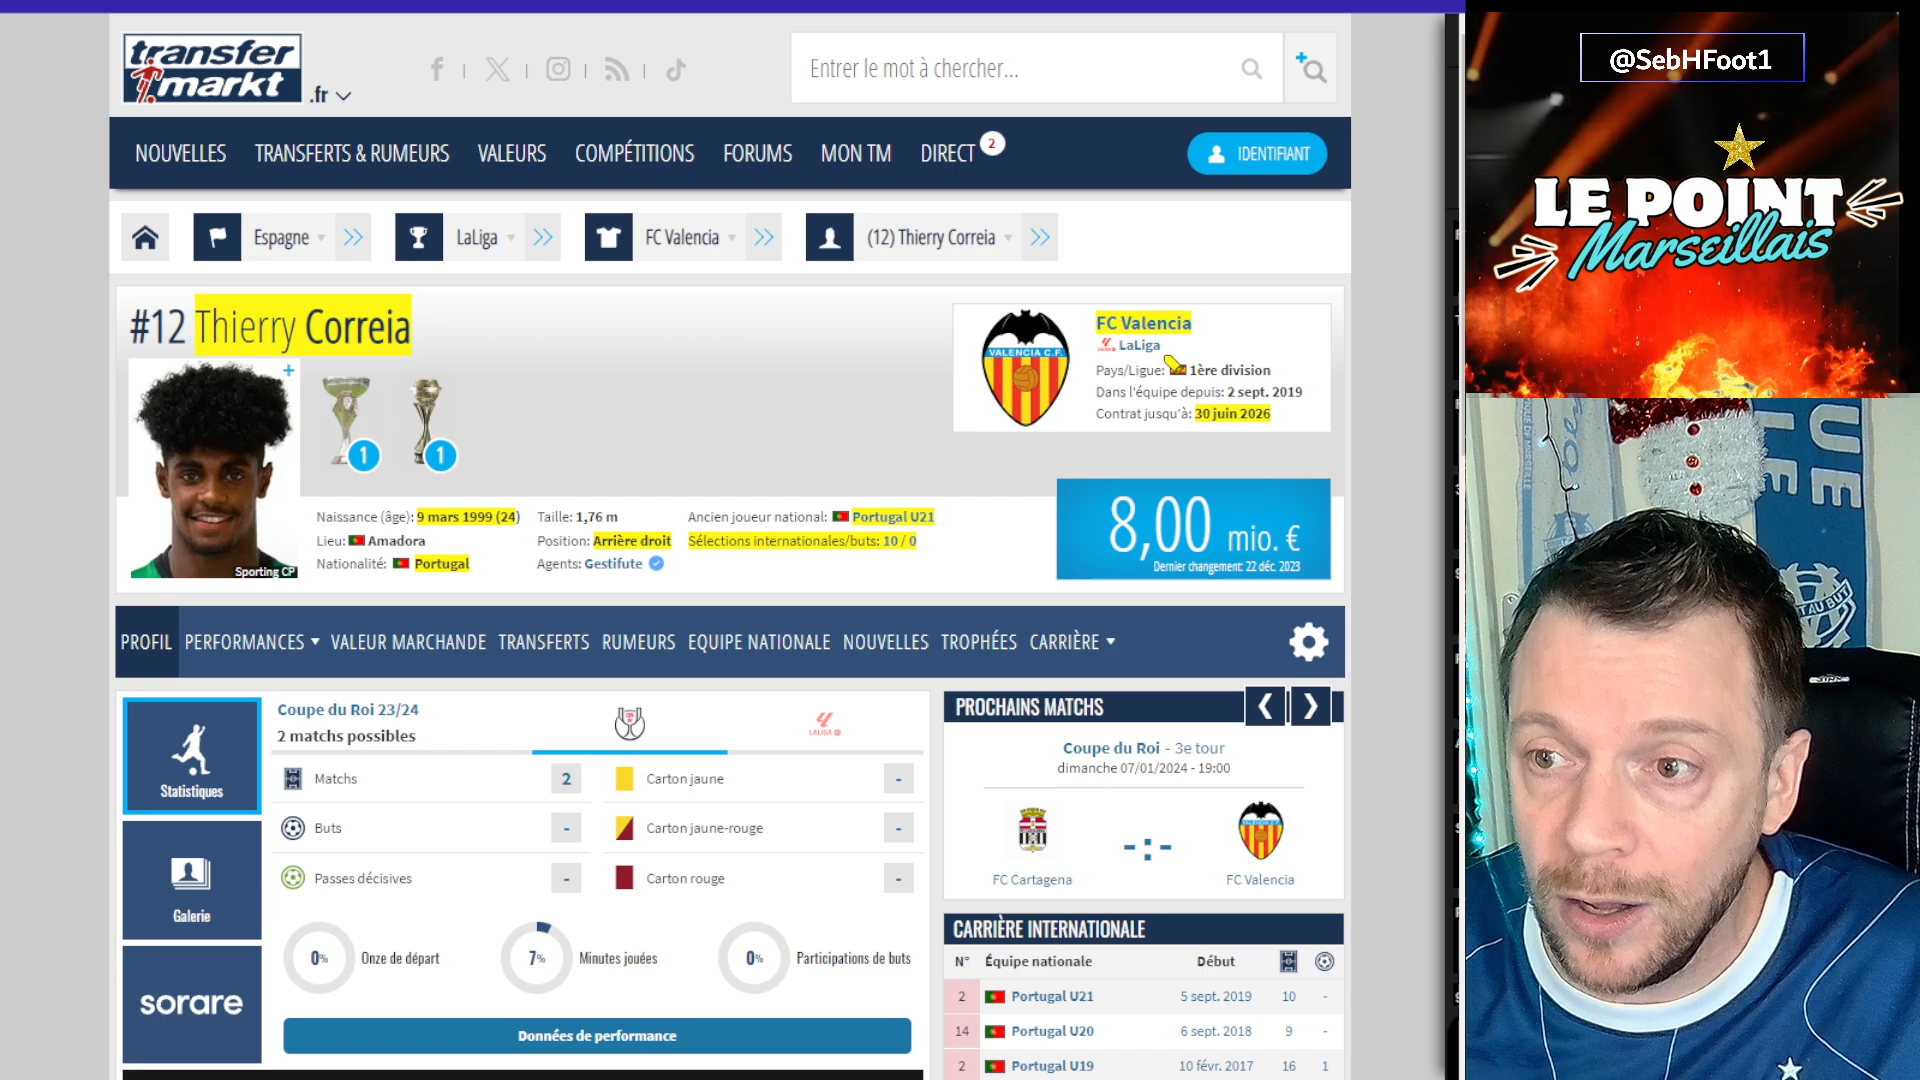 transfer
markt
.fr
Entrer le mot à chercher...
NOUVELLES TRANSFERTS & RUMEURS VALEURS COMPÉTITIONS FORUMS MON TM DIRECT 2 IDENTIFIANT
Espagne LaLiga FC Valencia (12) Thierry Correia
#12 Thierry Correia
1 1
Sporting CP
Naissance (âge): 9 mars 1999 (24)
Lieu: Amadora
Nationalité: Portugal
Taille: 1,76 m
Position: Arrière droit
Agents: Gestifute
Ancien joueur national: Portugal U21
Sélections internationales/buts: 10 / 0
VALENCIA C.F.
FC Valencia
LaLiga
Pays/Ligue: 1ère division
Dans l'équipe depuis: 2 sept. 2019
Contrat jusqu'à: 30 juin 2026
8,00 mio. €
Dernier changement: 22 déc. 2023
PROFIL PERFORMANCES VALEUR MARCHANDE TRANSFERTS RUMEURS EQUIPE NATIONALE NOUVELLES TROPHÉES CARRIÈRE
Statistiques
Galerie
sorare
Coupe du Roi 23/24
2 matchs possibles
LALIGA
Matchs 2 Carton jaune -
Buts - Carton jaune-rouge -
Passes décisives - Carton rouge -
0% Onze de départ 7% Minutes jouées 0% Participations de buts
Données de performance
PROCHAINS MATCHS
Coupe du Roi - 3e tour
dimanche 07/01/2024 - 19:00
-:-
FC Cartagena FC Valencia
CARRIÈRE INTERNATIONALE
N° Équipe nationale Début
2 Portugal U21 5 sept. 2019 10 -
14 Portugal U20 6 sept. 2018 9 -
2 Portugal U19 10 févr. 2017 16 1
@SebHFoot1
LE POINT
Marseillais